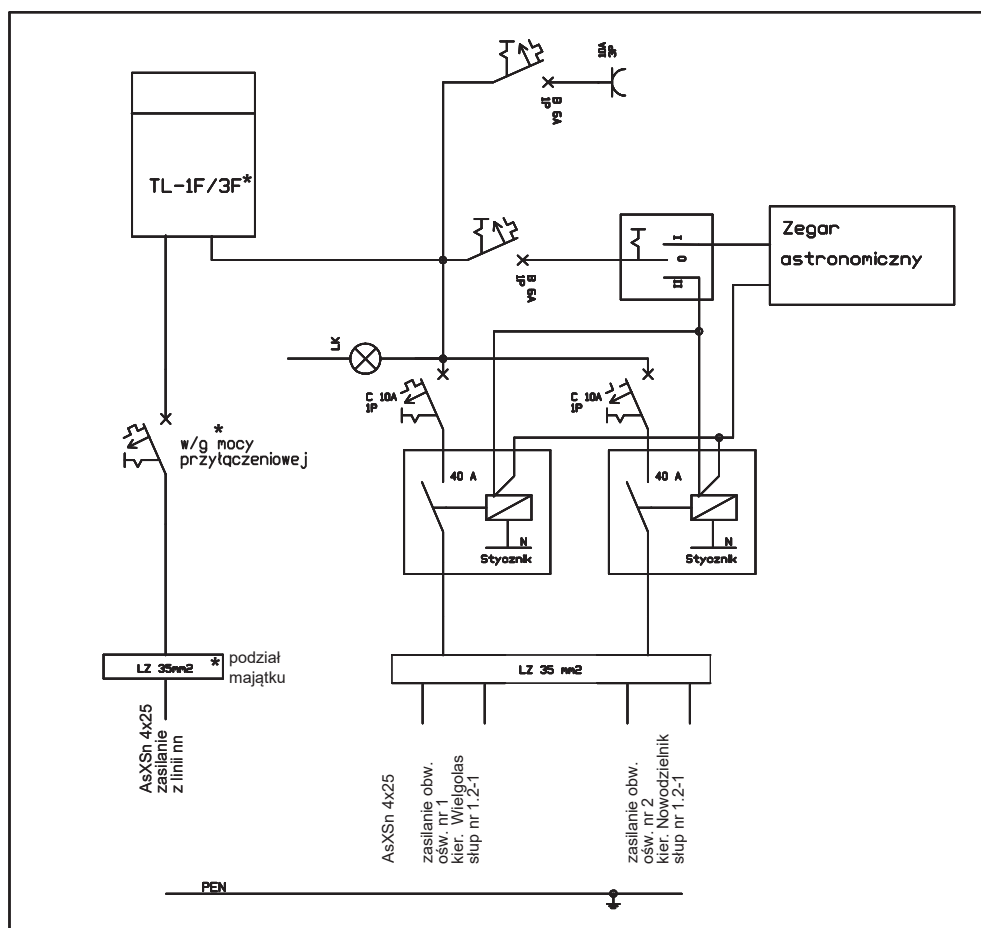 10A
3P
B 6A
1P
TL-1F/3F*
B 6A
1P
I
0
II
Zegar
astronomiczny
LK
C 10A
1P
C 10A
1P
*
w/g mocy
przyłączeniowej
40 A
N
Stycznik
40 A
N
Stycznik
LZ 35mm2 *
podział
majątku
LZ 35 mm2
AsXSn 4x25
zasilanie
z linii nn
AsXSn 4x25
zasilanie obw.
ośw. nr 1
kier. Wielgolas
słup nr 1.2-1
zasilanie obw.
ośw. nr 2
kier. Nowodzielnik
słup nr 1.2-1
PEN